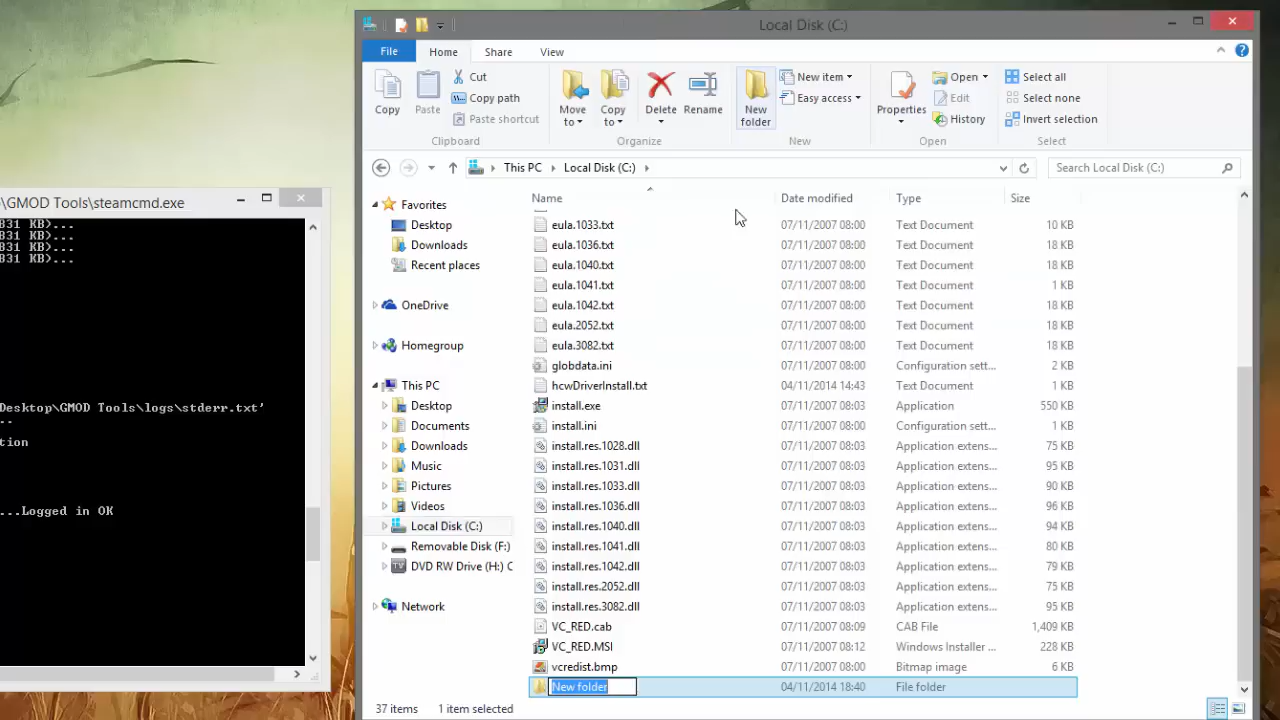 \GMOD Tools\steamcmd.exe
831 KB)...
831 KB)...
831 KB)...
831 KB)...
Desktop\GMOD Tools\logs\stderr.txt'
--
tion
...Logged in OK
Local Disk (C:)
File
Home
Share
View
Copy
Paste
Cut
Copy path
Paste shortcut
Clipboard
Move to
Copy to
Delete
Rename
Organize
New folder
New item
Easy access
New
Properties
Open
Edit
History
Open
Select all
Select none
Invert selection
Select
This PC
Local Disk (C:)
Search Local Disk (C:)
Favorites
Desktop
Downloads
Recent places
OneDrive
Homegroup
This PC
Desktop
Documents
Downloads
Music
Pictures
Videos
Local Disk (C:)
Removable Disk (F:)
DVD RW Drive (H:) C
Network
Name Date modified Type Size
eula.1033.txt 07/11/2007 08:00 Text Document 10 KB
eula.1036.txt 07/11/2007 08:00 Text Document 18 KB
eula.1040.txt 07/11/2007 08:00 Text Document 18 KB
eula.1041.txt 07/11/2007 08:00 Text Document 1 KB
eula.1042.txt 07/11/2007 08:00 Text Document 18 KB
eula.2052.txt 07/11/2007 08:00 Text Document 18 KB
eula.3082.txt 07/11/2007 08:00 Text Document 18 KB
globdata.ini 07/11/2007 08:00 Configuration sett... 2 KB
hcwDriverInstall.txt 04/11/2014 14:43 Text Document 1 KB
install.exe 07/11/2007 08:03 Application 550 KB
install.ini 07/11/2007 08:00 Configuration sett... 1 KB
install.res.1028.dll 07/11/2007 08:03 Application extens... 75 KB
install.res.1031.dll 07/11/2007 08:03 Application extens... 95 KB
install.res.1033.dll 07/11/2007 08:03 Application extens... 90 KB
install.res.1036.dll 07/11/2007 08:03 Application extens... 96 KB
install.res.1040.dll 07/11/2007 08:03 Application extens... 94 KB
install.res.1041.dll 07/11/2007 08:03 Application extens... 80 KB
install.res.1042.dll 07/11/2007 08:03 Application extens... 79 KB
install.res.2052.dll 07/11/2007 08:03 Application extens... 75 KB
install.res.3082.dll 07/11/2007 08:03 Application extens... 95 KB
VC_RED.cab 07/11/2007 08:09 CAB File 1,409 KB
VC_RED.MSI 07/11/2007 08:12 Windows Installer ... 228 KB
vcredist.bmp 07/11/2007 08:00 Bitmap image 6 KB
New folder 04/11/2014 18:40 File folder
37 items 1 item selected